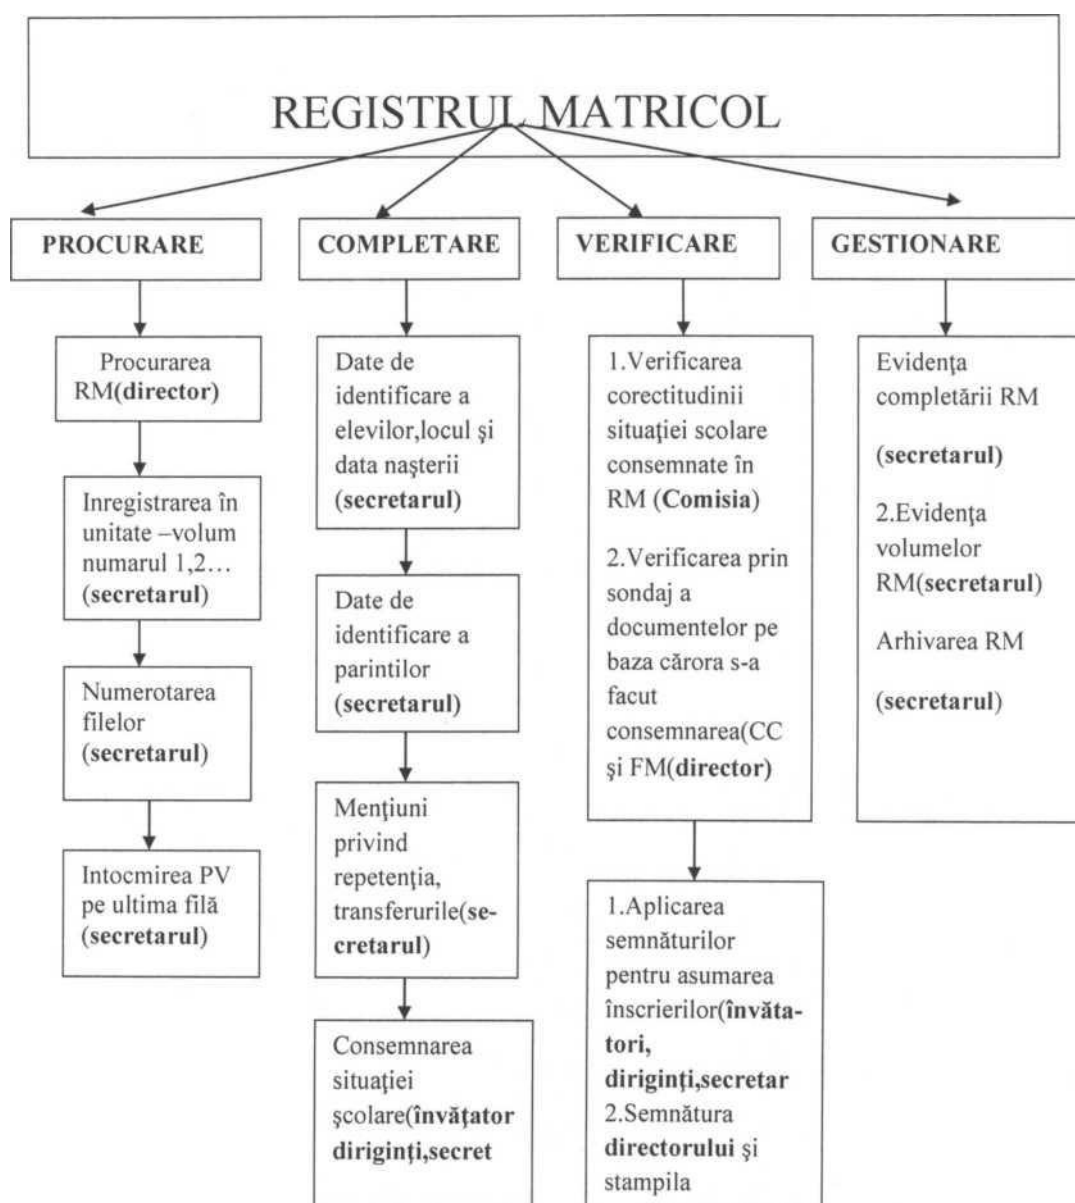 REGISTRUL MATRICOL
PROCURARE
Procurarea
RM(director)
Inregistrarea în
unitate –volum
numarul 1,2…
(secretarul)
Numerotarea
filelor
(secretarul)
Intocmirea PV
pe ultima filă
(secretarul)
COMPLETARE
Date de
identificare a
elevilor,locul şi
data naşterii
(secretarul)
Date de
identificare a
parintilor
(secretarul)
Menţiuni
privind
repetenţia,
transferurile(se-
cretarul)
Consemnarea
situaţiei
şcolare(învăţator
diriginţi,secret
VERIFICARE
1.Verificarea
corectitudinii
situaţiei scolare
consemnate în
RM (Comisia)
2.Verificarea prin
sondaj a
documentelor pe
baza cărora s-a
facut
consemnarea(CC
şi FM(director)
1.Aplicarea
semnăturilor
pentru asumarea
înscrierilor(învăta-
tori,
diriginţi,secretar
2.Semnătura
directorului şi
stampila
GESTIONARE
Evidenţa
completării RM
(secretarul)
2.Evidenţa
volumelor
RM(secretarul)
Arhivarea RM
(secretarul)